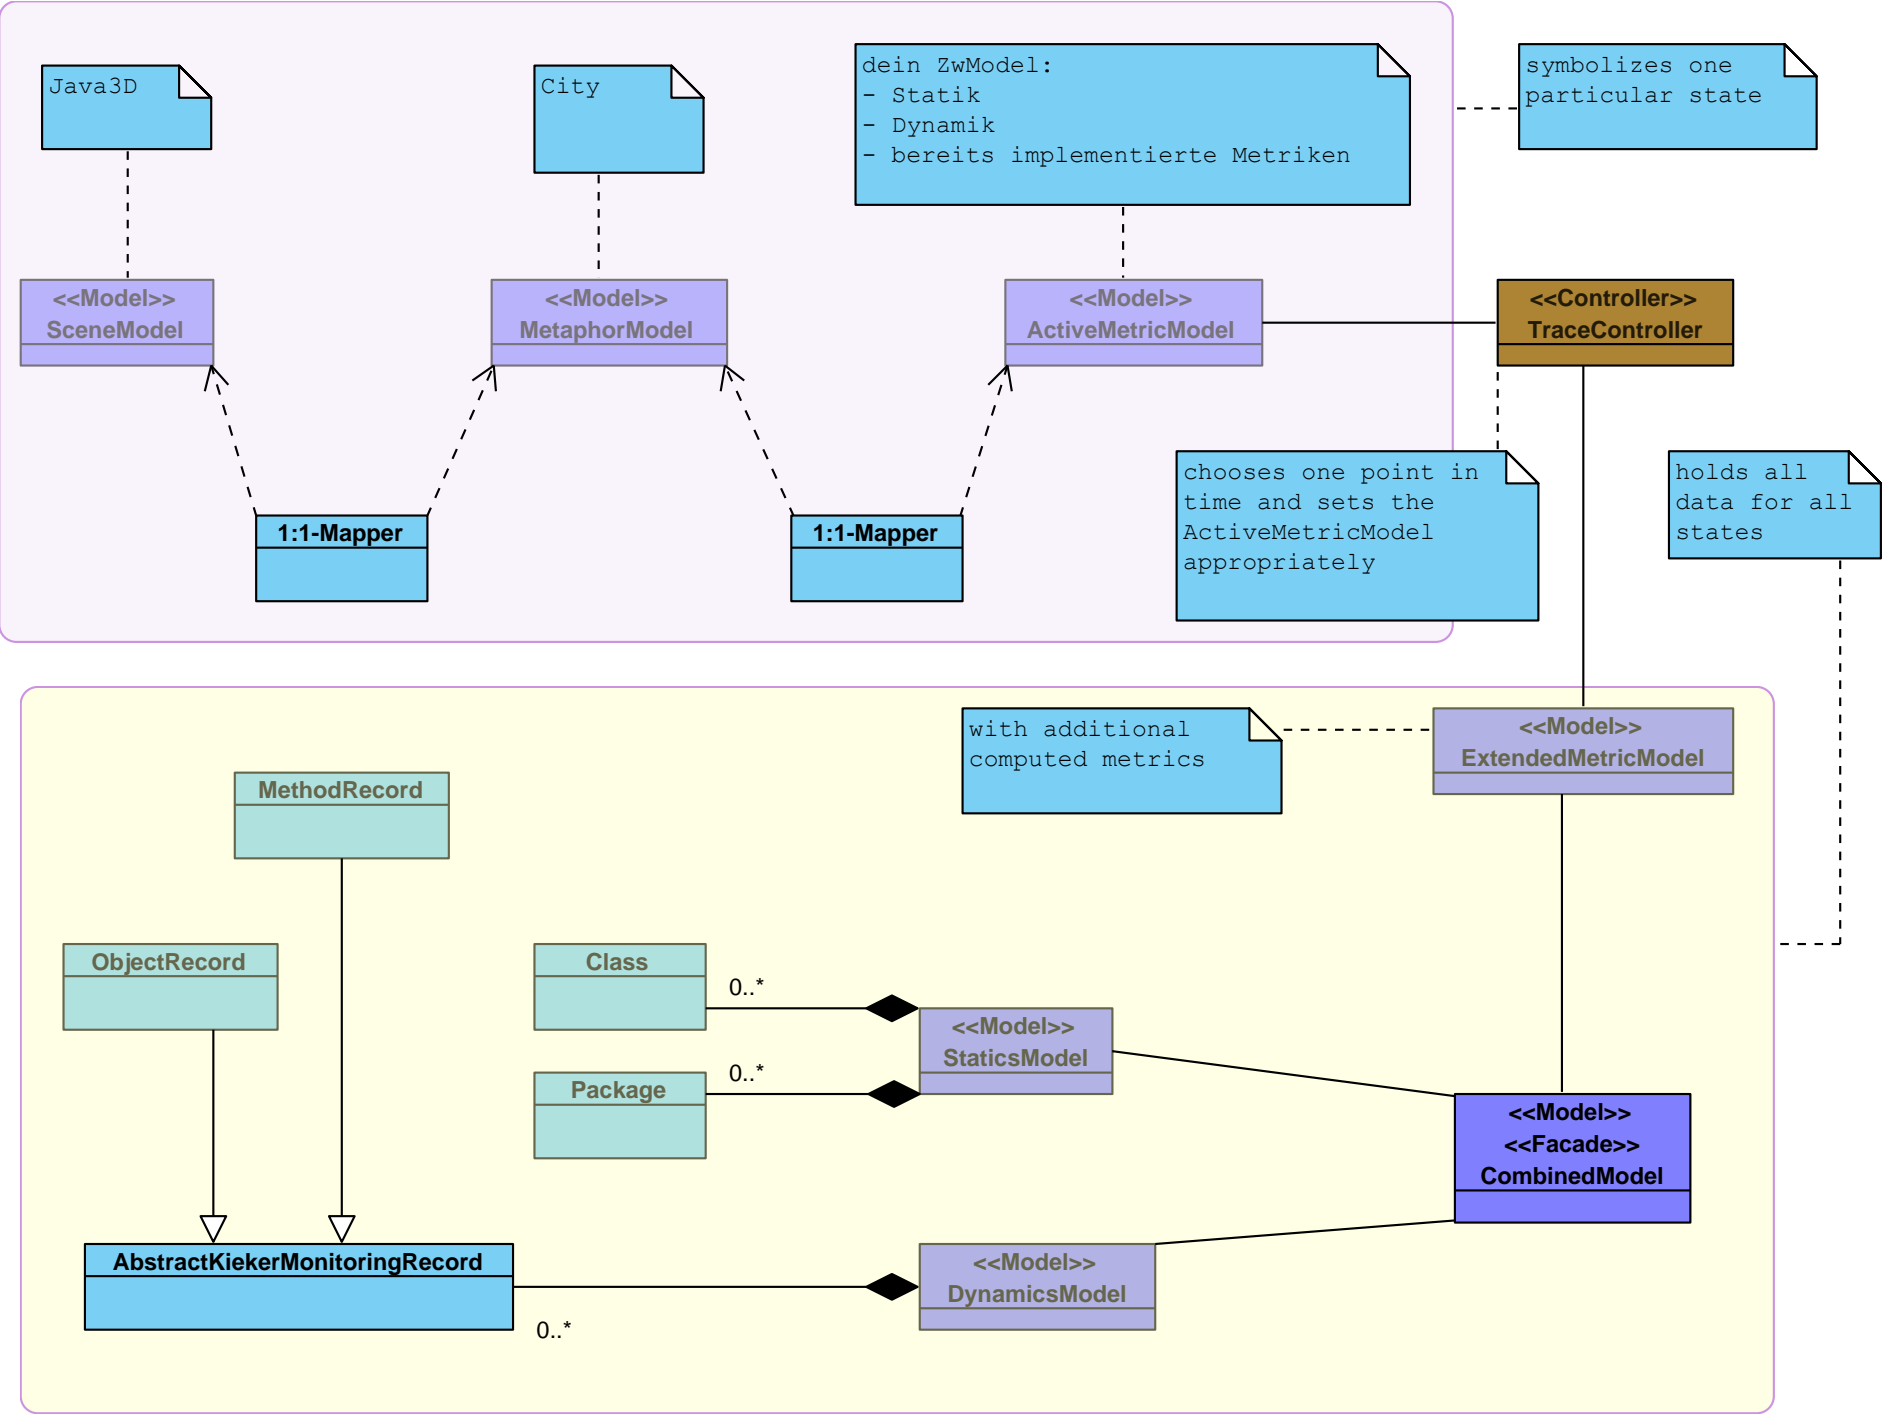 Java3D
City
dein ZwModel:
- Statik
- Dynamik
- bereits implementierte Metriken
symbolizes one
particular state
<<Model>>
SceneModel
<<Model>>
MetaphorModel
<<Model>>
ActiveMetricModel
<<Controller>>
TraceController
1:1-Mapper
1:1-Mapper
chooses one point in
time and sets the
ActiveMetricModel
appropriately
holds all
data for all
states
with additional
computed metrics
<<Model>>
ExtendedMetricModel
MethodRecord
ObjectRecord
Class
0..*
<<Model>>
StaticsModel
Package
0..*
<<Model>>
<<Facade>>
CombinedModel
AbstractKiekerMonitoringRecord
0..*
<<Model>>
DynamicsModel